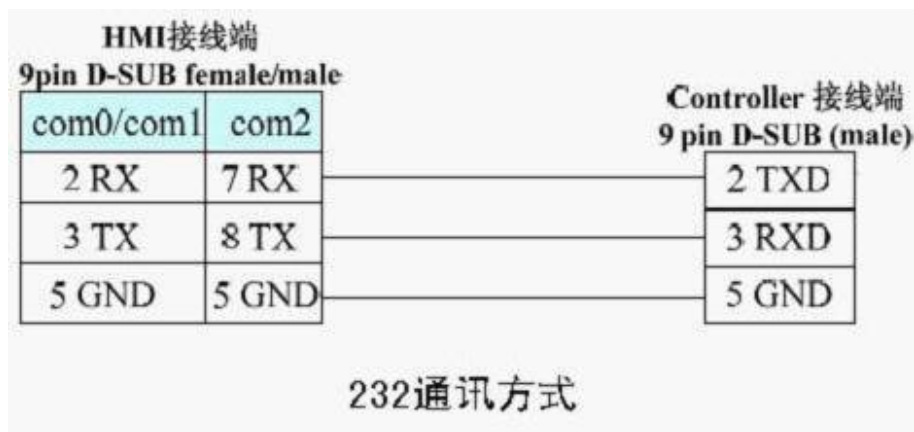 HMI接线端
9pin D-SUB female/male
com0/com1 com2
2 RX 7 RX
3 TX 8 TX
5 GND 5 GND
Controller 接线端
9 pin D-SUB (male)
2 TXD
3 RXD
5 GND
232通讯方式